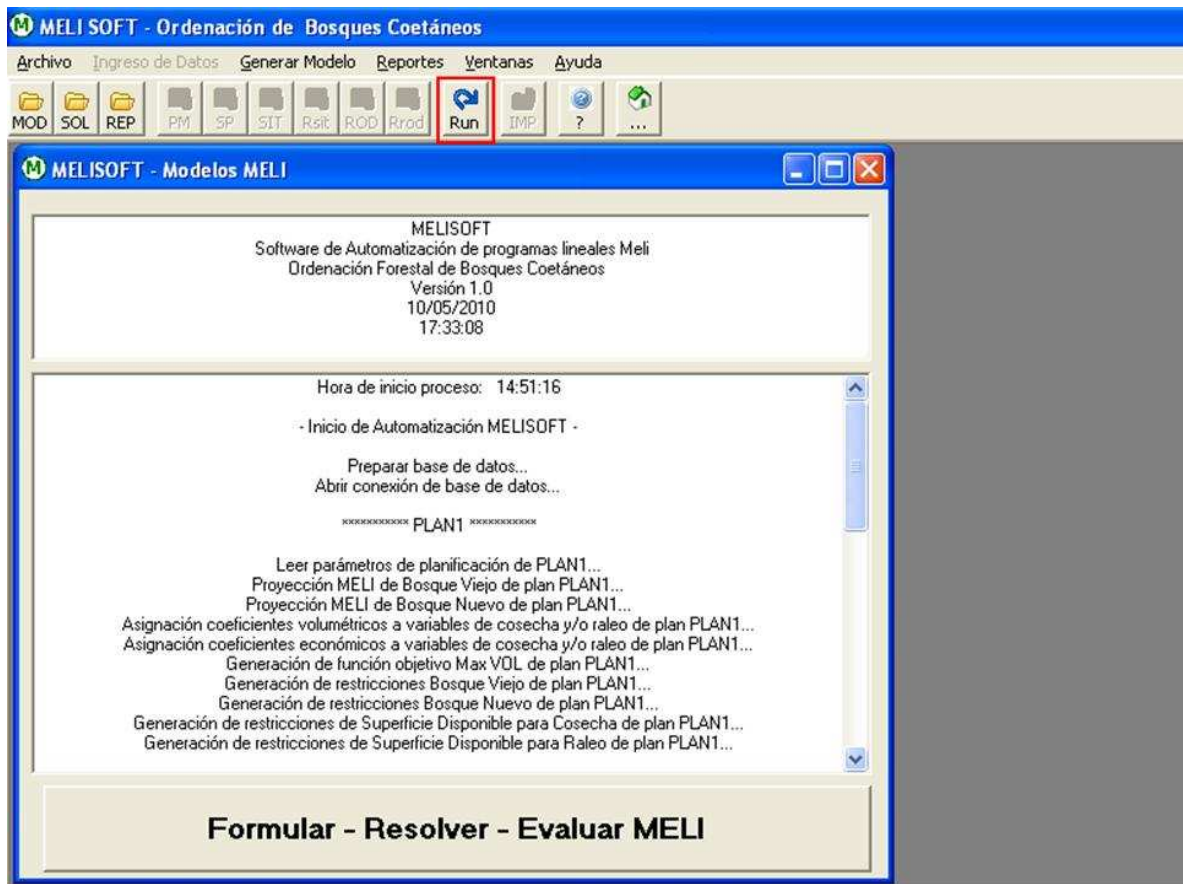 MELI SOFT - Ordenación de Bosques Coetáneos
Archivo Ingreso de Datos Generar Modelo Reportes Ventanas Ayuda
MOD SOL REP PM SP SIT Rsit ROD Rrod Run IMP ? ...
MELISOFT - Modelos MELI
MELISOFT
Software de Automatización de programas lineales Meli
Ordenación Forestal de Bosques Coetáneos
Versión 1.0
10/05/2010
17:33:08
Hora de inicio proceso: 14:51:16
- Inicio de Automatización MELISOFT -
Preparar base de datos...
Abrir conexión de base de datos...
*********** PLAN1 ***********
Leer parámetros de planificación de PLAN1...
Proyección MELI de Bosque Viejo de plan PLAN1...
Proyección MELI de Bosque Nuevo de plan PLAN1...
Asignación coeficientes volumétricos a variables de cosecha y/o raleo de plan PLAN1...
Asignación coeficientes económicos a variables de cosecha y/o raleo de plan PLAN1...
Generación de función objetivo Max VOL de plan PLAN1...
Generación de restricciones Bosque Viejo de plan PLAN1...
Generación de restricciones Bosque Nuevo de plan PLAN1...
Generación de restricciones de Superficie Disponible para Cosecha de plan PLAN1...
Generación de restricciones de Superficie Disponible para Raleo de plan PLAN1...
Formular - Resolver - Evaluar MELI